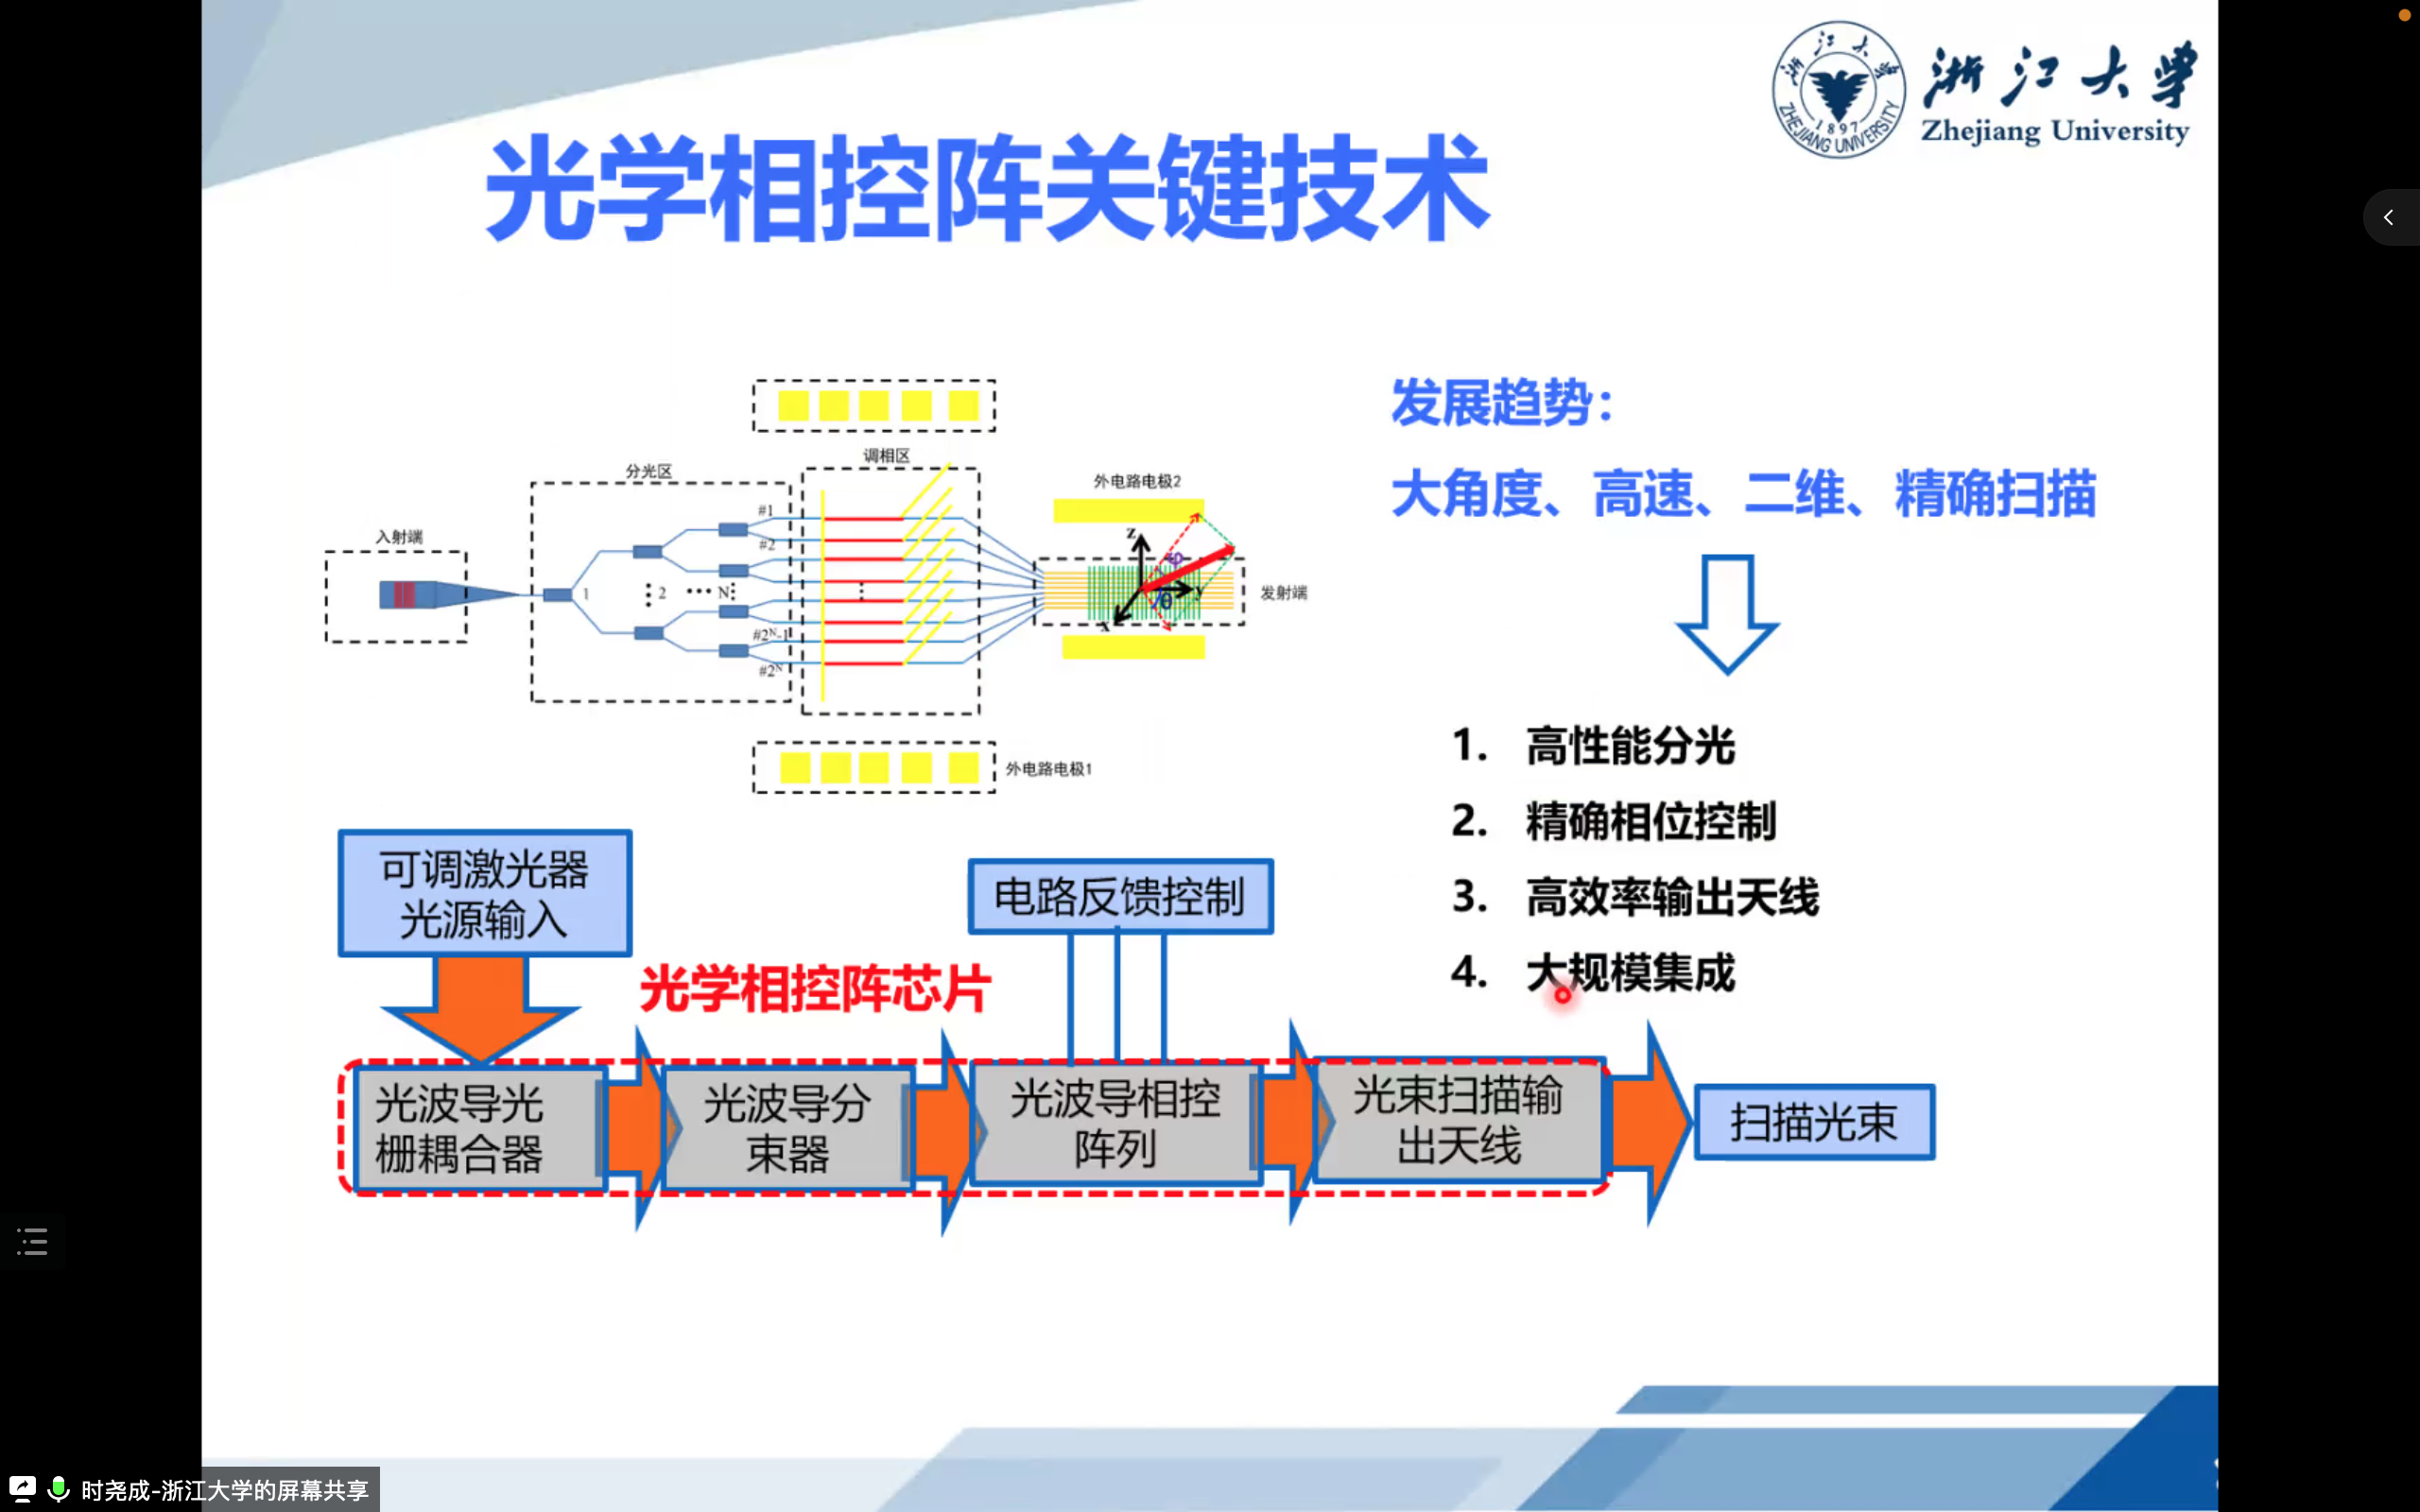 浙江大学
ZHEJIANG UNIVERSITY
1897
浙江大学
Zhejiang University
光学相控阵关键技术
发展趋势：
大角度、高速、二维、精确扫描
1. 高性能分光
2. 精确相位控制
3. 高效率输出天线
4. 大规模集成
入射端
分光区
调相区
外电路电极2
发射端
外电路电极1
1
2
N
#1
#2
#2ᴺ-1
#2ᴺ
z
y
x
φ
θ
可调激光器
光源输入
电路反馈控制
光学相控阵芯片
光波导光
栅耦合器
光波导分
束器
光波导相控
阵列
光束扫描输
出天线
扫描光束
时尧成-浙江大学的屏幕共享